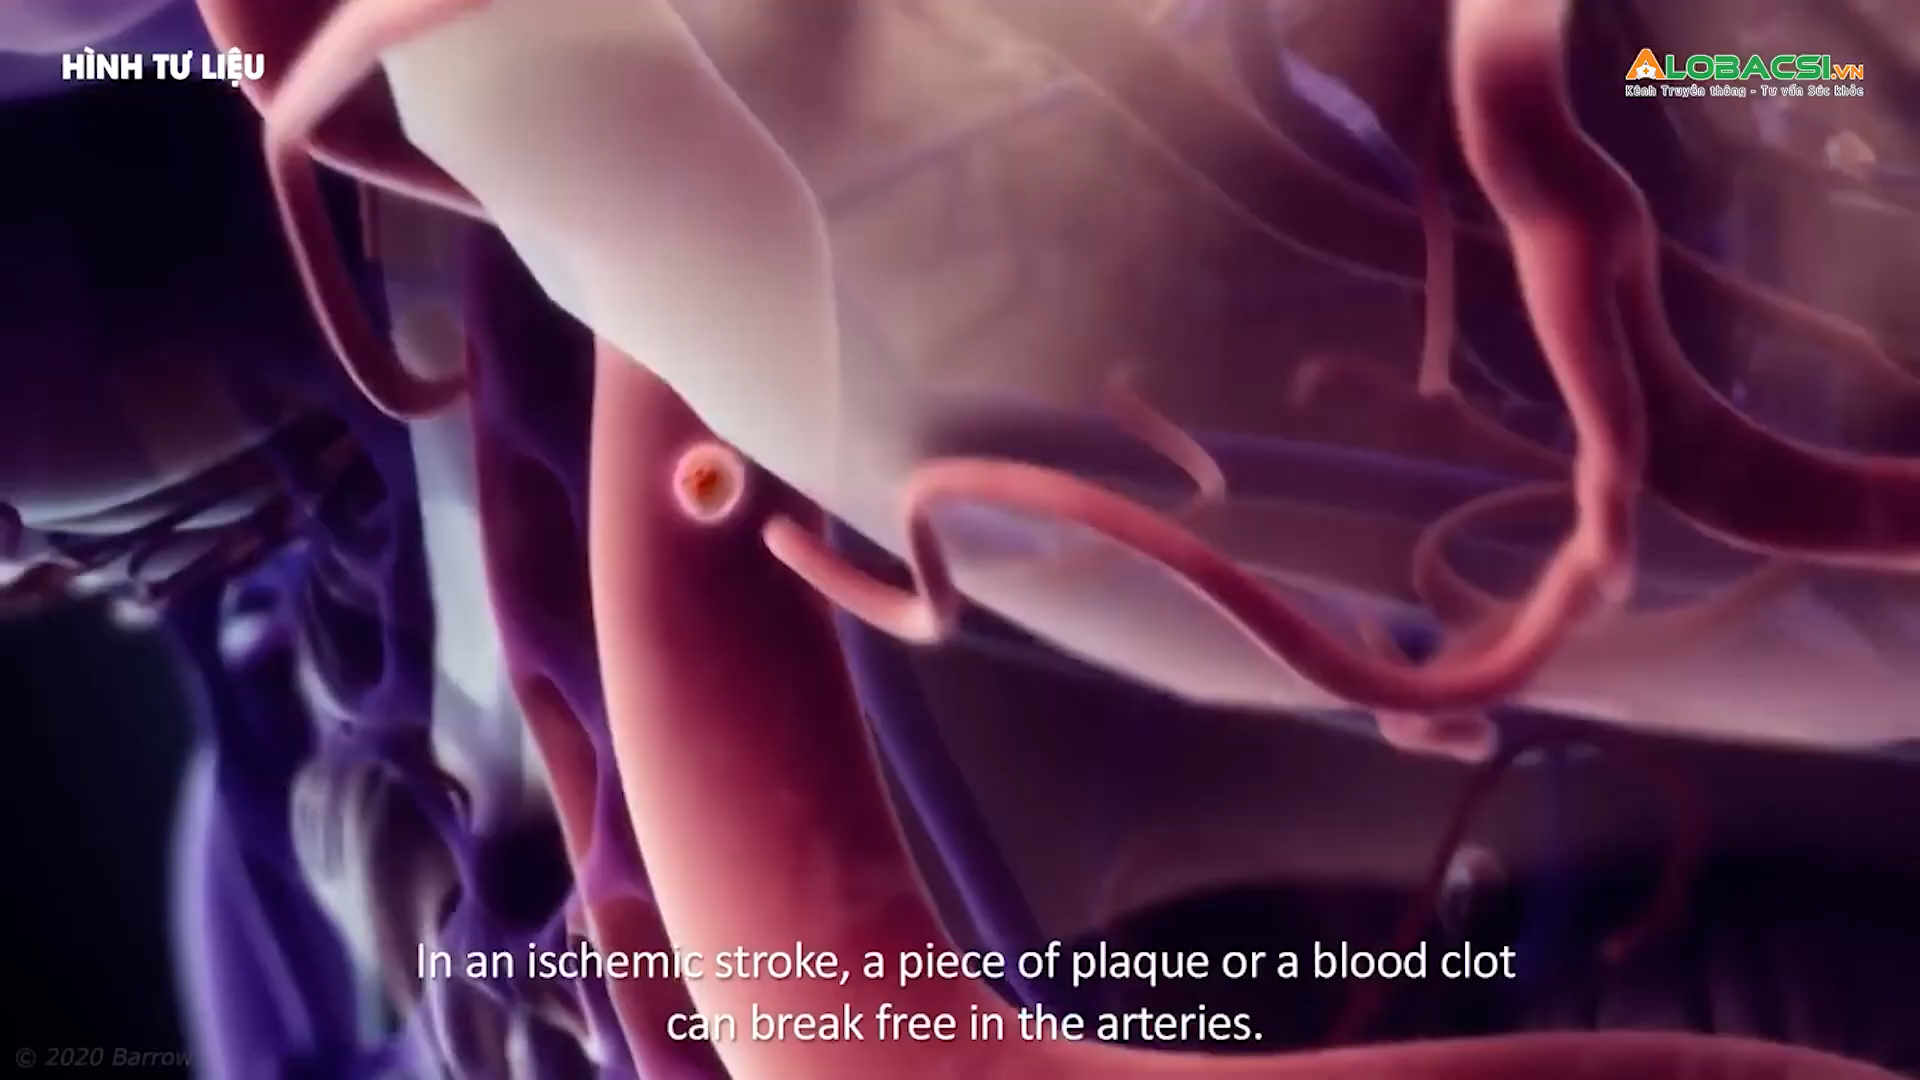 HÌNH TƯ LIỆU
ALOBACSI.VN
Kênh Truyền thông - Tư vấn Sức khỏe
In an ischemic stroke, a piece of plaque or a blood clot
can break free in the arteries.
© 2020 Barrow